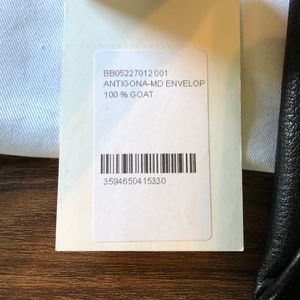 BB05227012 001
ANTIGONA-MD ENVELOP
100 % GOAT
3594650415330